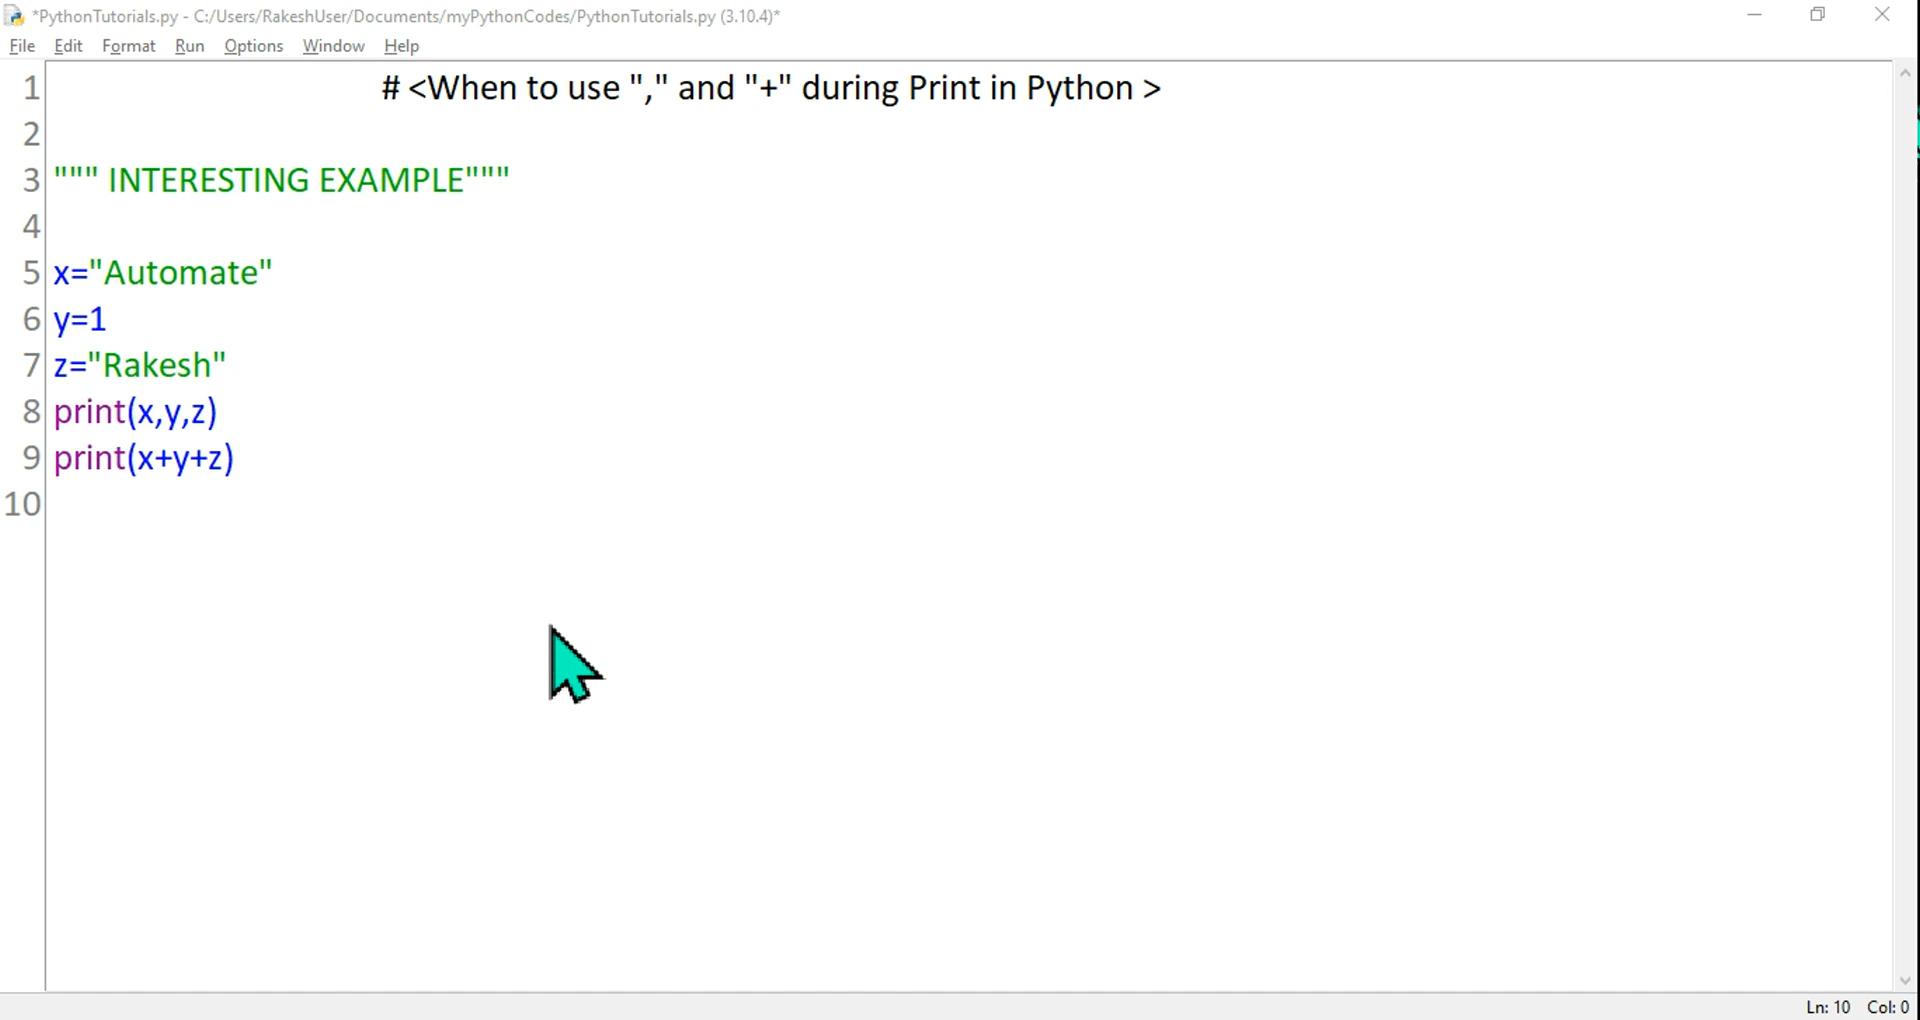 *PythonTutorials.py - C:/Users/RakeshUser/Documents/myPythonCodes/PythonTutorials.py (3.10.4)*
File Edit Format Run Options Window Help
1 # <When to use "," and "+" during Print in Python >
2
3 """ INTERESTING EXAMPLE"""
4
5 x="Automate"
6 y=1
7 z="Rakesh"
8 print(x,y,z)
9 print(x+y+z)
10
Ln: 10 Col: 0